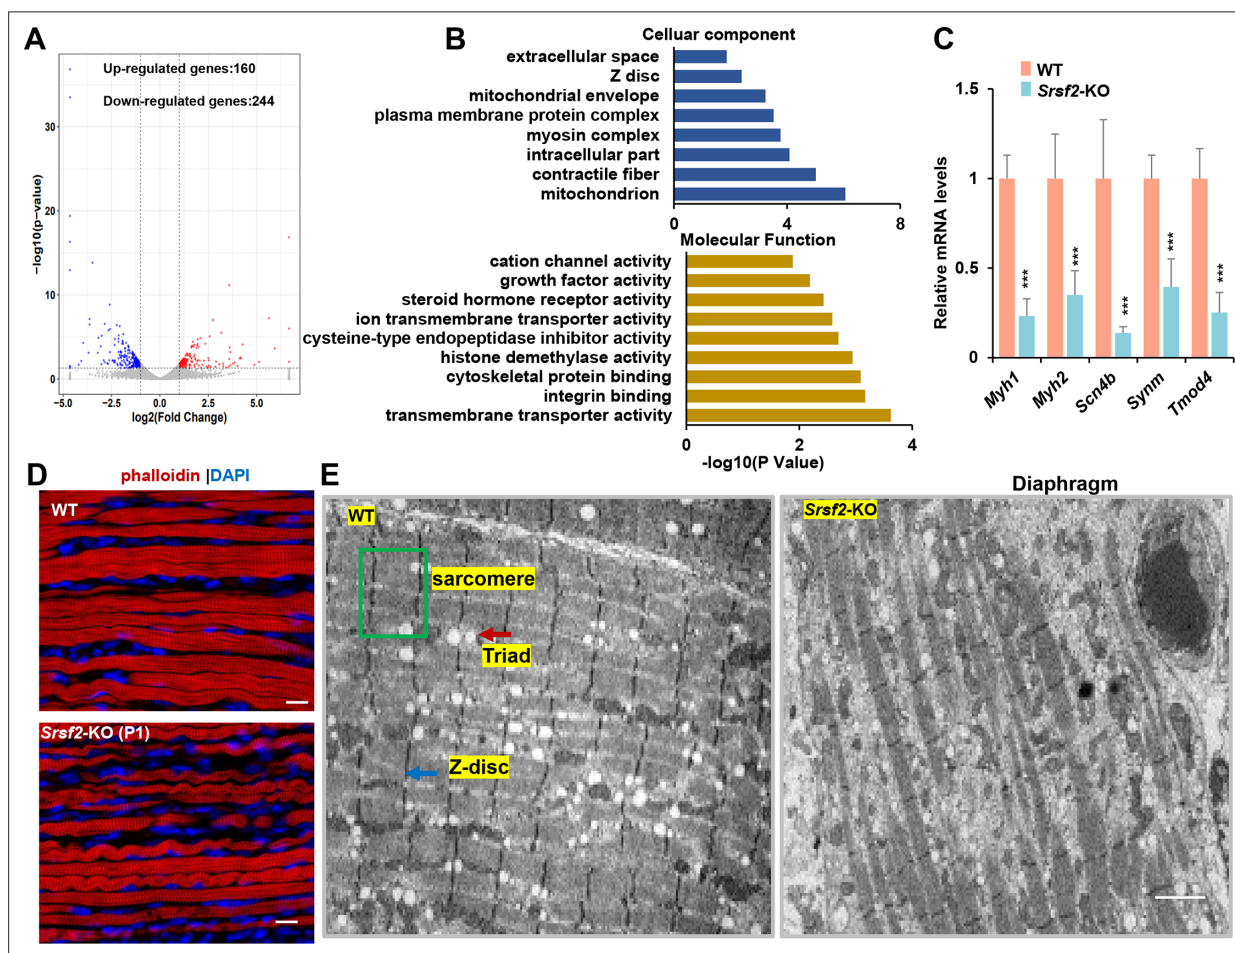 A
Up-regulated genes:160
Down-regulated genes:244
30
20
10
0
−log10(p−value)
−5.0
−2.5
0.0
2.5
5.0
log2(Fold Change)
B
Celluar component
extracellular space
Z disc
mitochondrial envelope
plasma membrane protein complex
myosin complex
intracellular part
contractile fiber
mitochondrion
0
4
8
Molecular Function
cation channel activity
growth factor activity
steroid hormone receptor activity
ion transmembrane transporter activity
cysteine-type endopeptidase inhibitor activity
histone demethylase activity
cytoskeletal protein binding
integrin binding
transmembrane transporter activity
0
2
4
-log10(P Value)
C
WT
Srsf2-KO
1.5
1
0.5
0
Relative mRNA levels
***
***
***
***
***
Myh1
Myh2
Scn4b
Synm
Tmod4
D
phalloidin |DAPI
WT
Srsf2-KO (P1)
E
Diaphragm
WT
sarcomere
Triad
Z-disc
Srsf2-KO